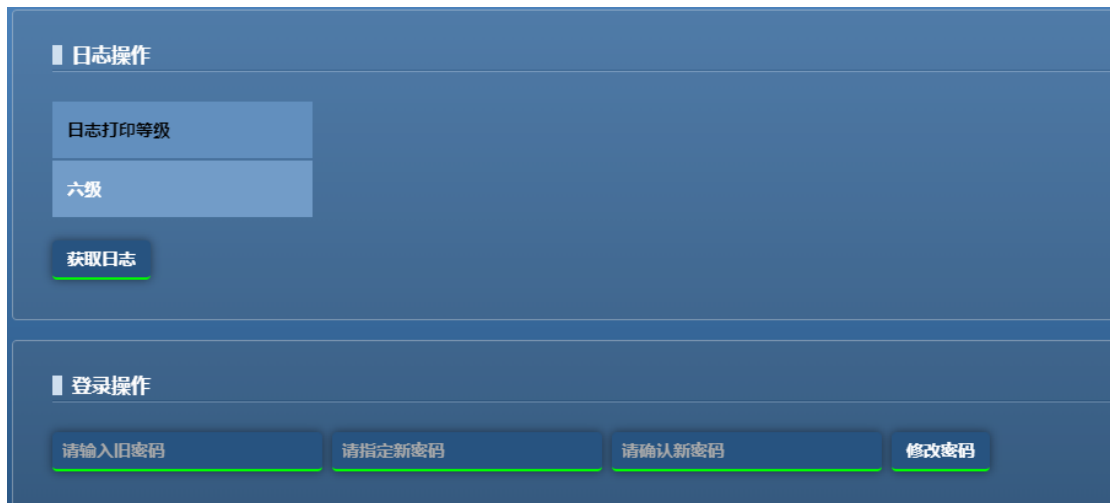 日志操作
日志打印等级
六级
获取日志
登录操作
请输入旧密码 请指定新密码 请确认新密码 修改密码